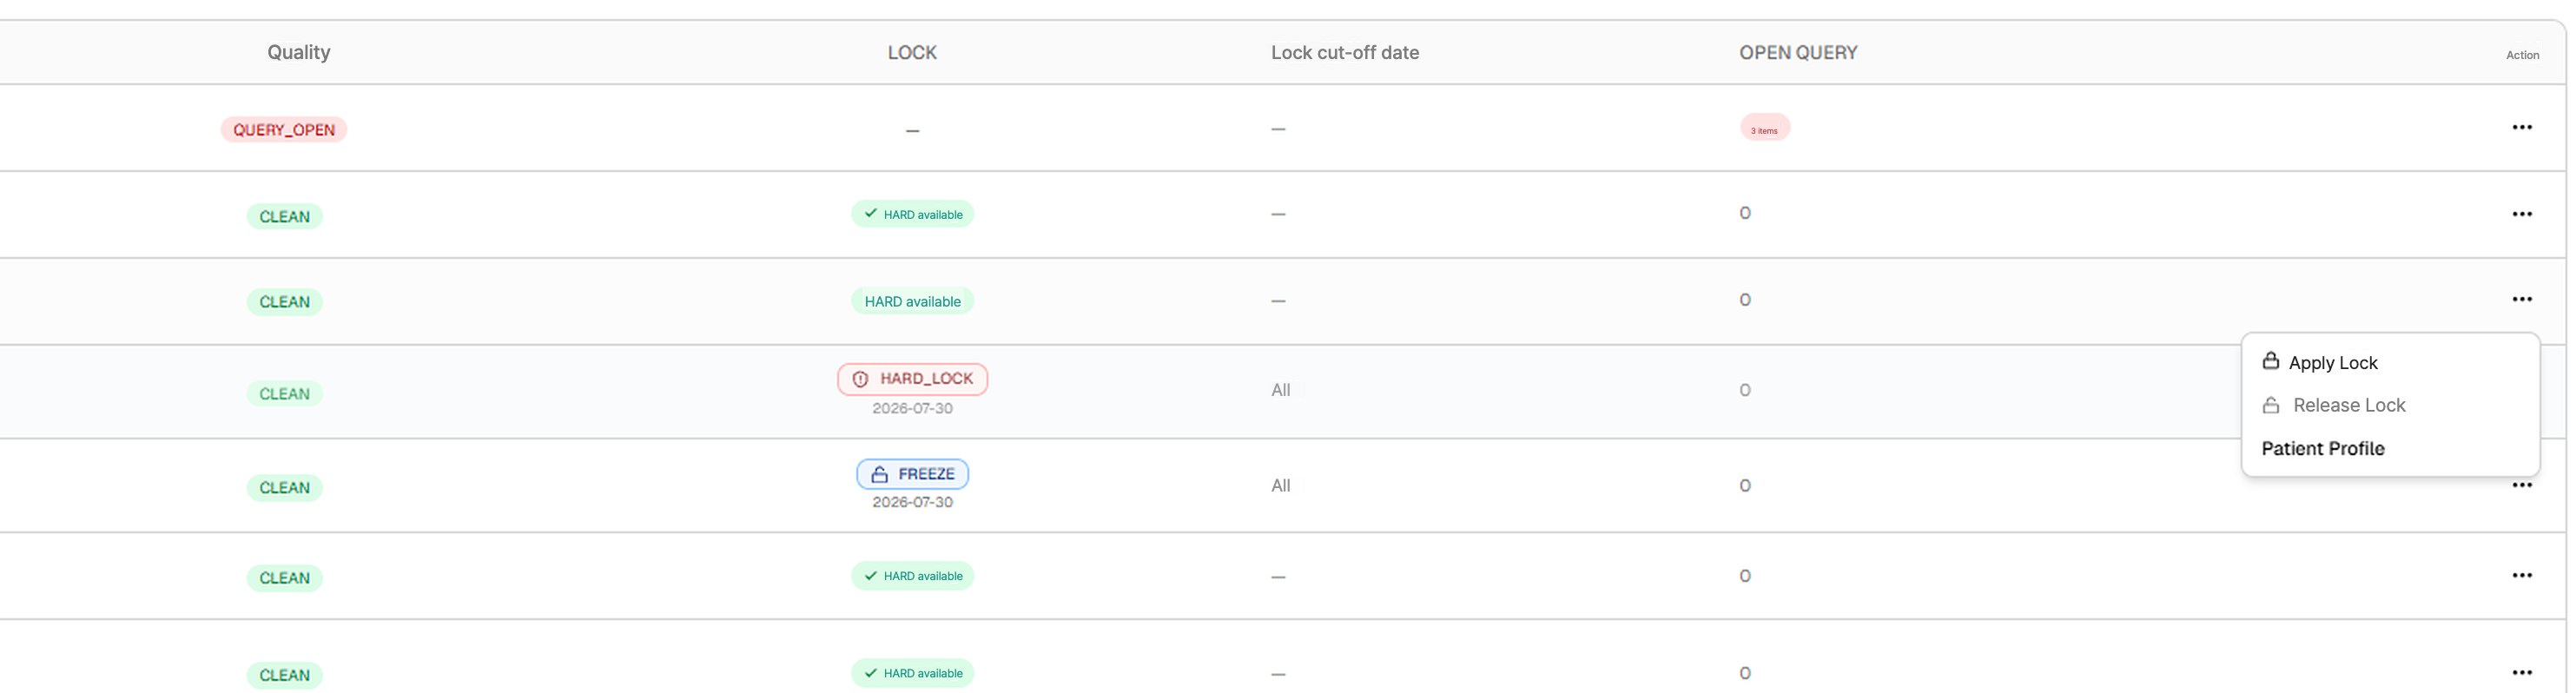 Quality LOCK Lock cut-off date OPEN QUERY Action
QUERY_OPEN — — 3 items
CLEAN HARD available — 0
CLEAN HARD available — 0
Apply Lock
CLEAN HARD_LOCK All 0
2026-07-30
Release Lock
Patient Profile
CLEAN FREEZE All 0
2026-07-30
CLEAN HARD available — 0
CLEAN HARD available — 0